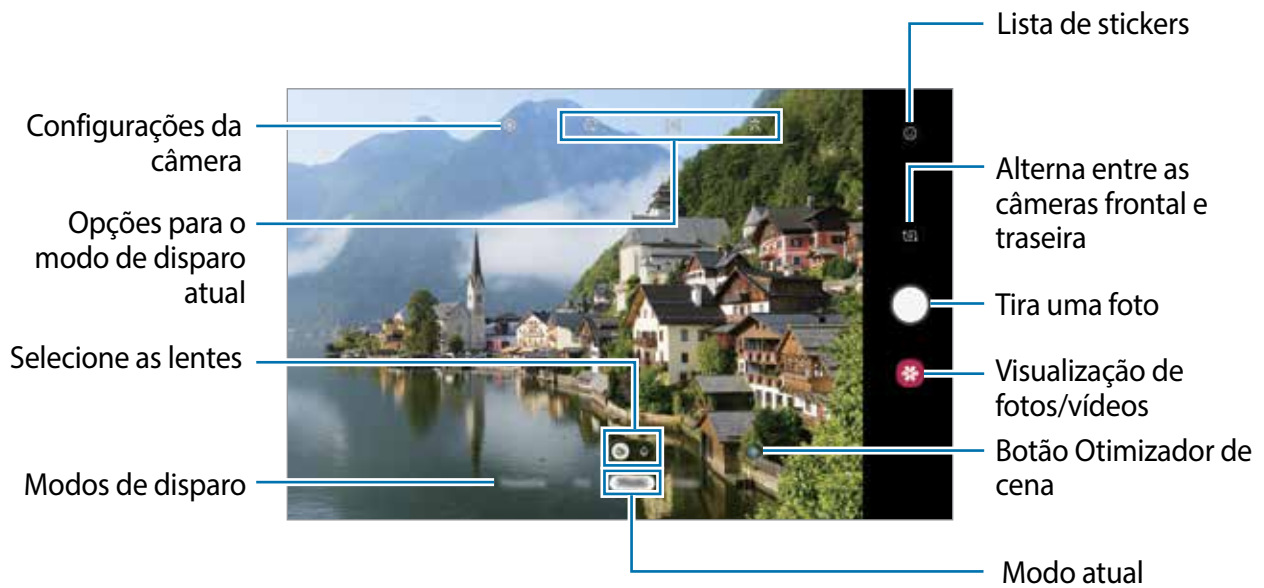 Lista de stickers
Configurações da
câmera
Alterna entre as
câmeras frontal e
traseira
Opções para o
modo de disparo
atual
Tira uma foto
Selecione as lentes
Visualização de
fotos/vídeos
Botão Otimizador de
cena
Modos de disparo
Modo atual